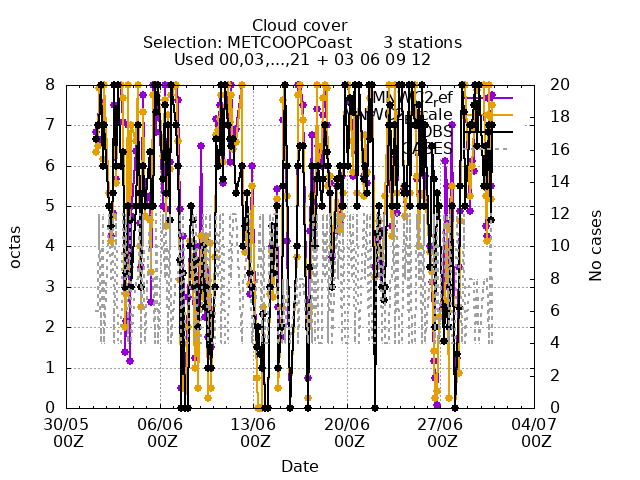 Cloud cover
Selection: METCOOPCoast 3 stations
Used 00,03,...,21 + 03 06 09 12
8
7
6
5
4
3
2
1
0
20
18
16
14
12
10
8
6
4
2
0
octas
No cases
OBS
30/05 06/06 13/06 20/06 27/06 04/07
00Z 00Z 00Z 00Z 00Z 00Z
Date